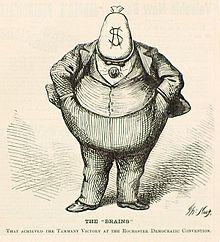 $
THE "BRAINS"
THAT ACHIEVED THE TAMMANY VICTORY AT THE ROCHESTER DEMOCRATIC CONVENTION.